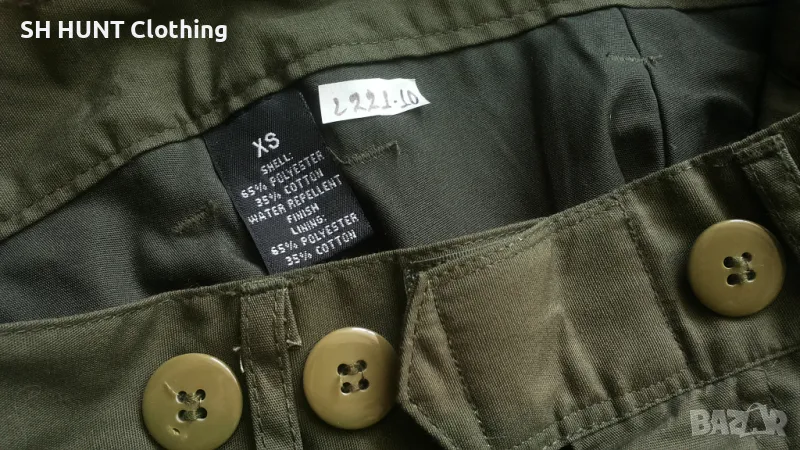 SH HUNT Clothing
2221.10
XS
SHELL:
65% POLYESTER
35% COTTON
WATER REPELLENT
FINISH
LINING:
65% POLYESTER
35% COTTON
BAZAR